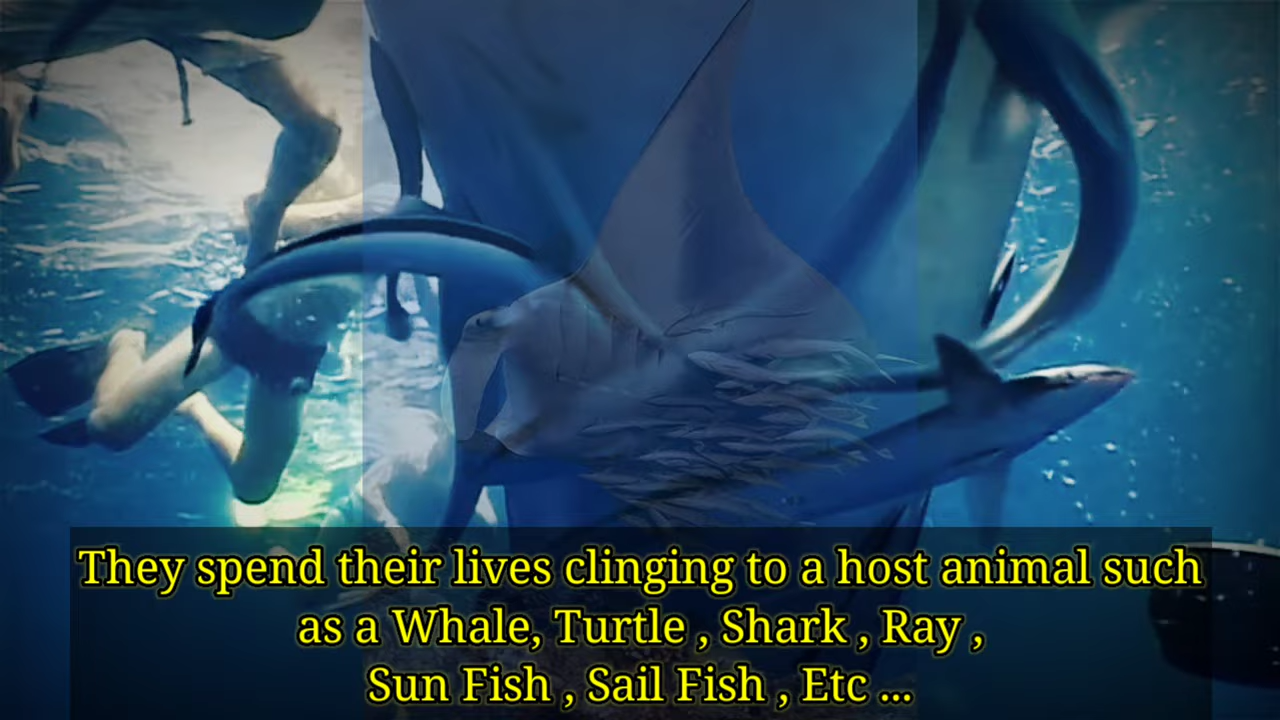 They spend their lives clinging to a host animal such
as a Whale, Turtle , Shark , Ray ,
Sun Fish , Sail Fish , Etc ...